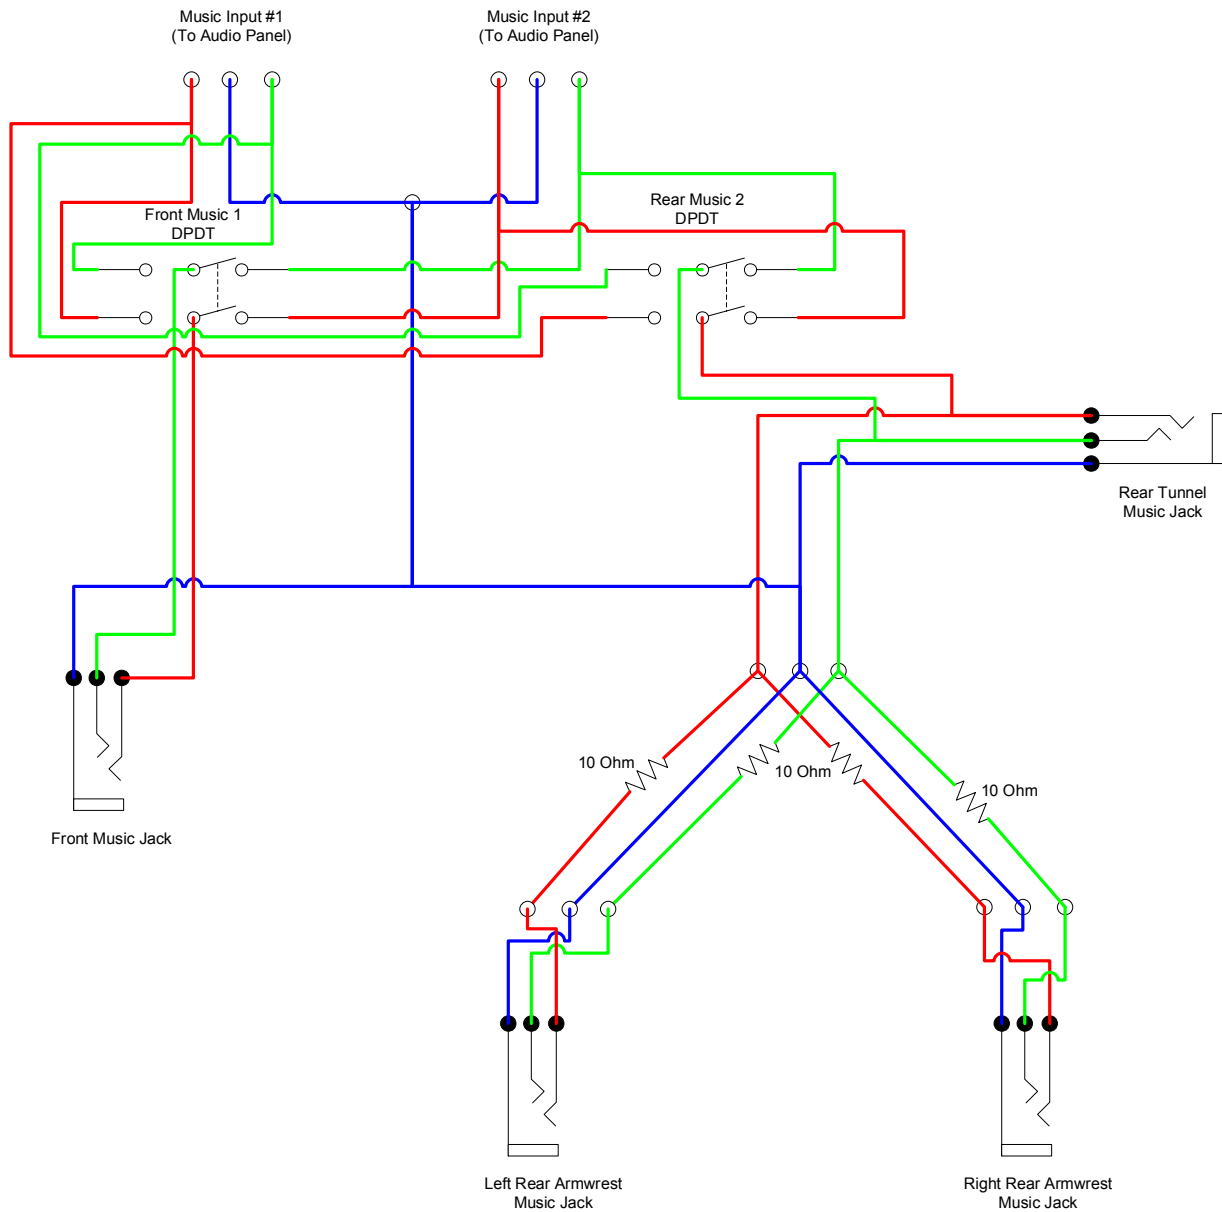 Music Input #1
(To Audio Panel)
Music Input #2
(To Audio Panel)
Front Music 1
DPDT
Rear Music 2
DPDT
Rear Tunnel
Music Jack
10 Ohm
10 Ohm
10 Ohm
Front Music Jack
Left Rear Armwrest
Music Jack
Right Rear Armwrest
Music Jack